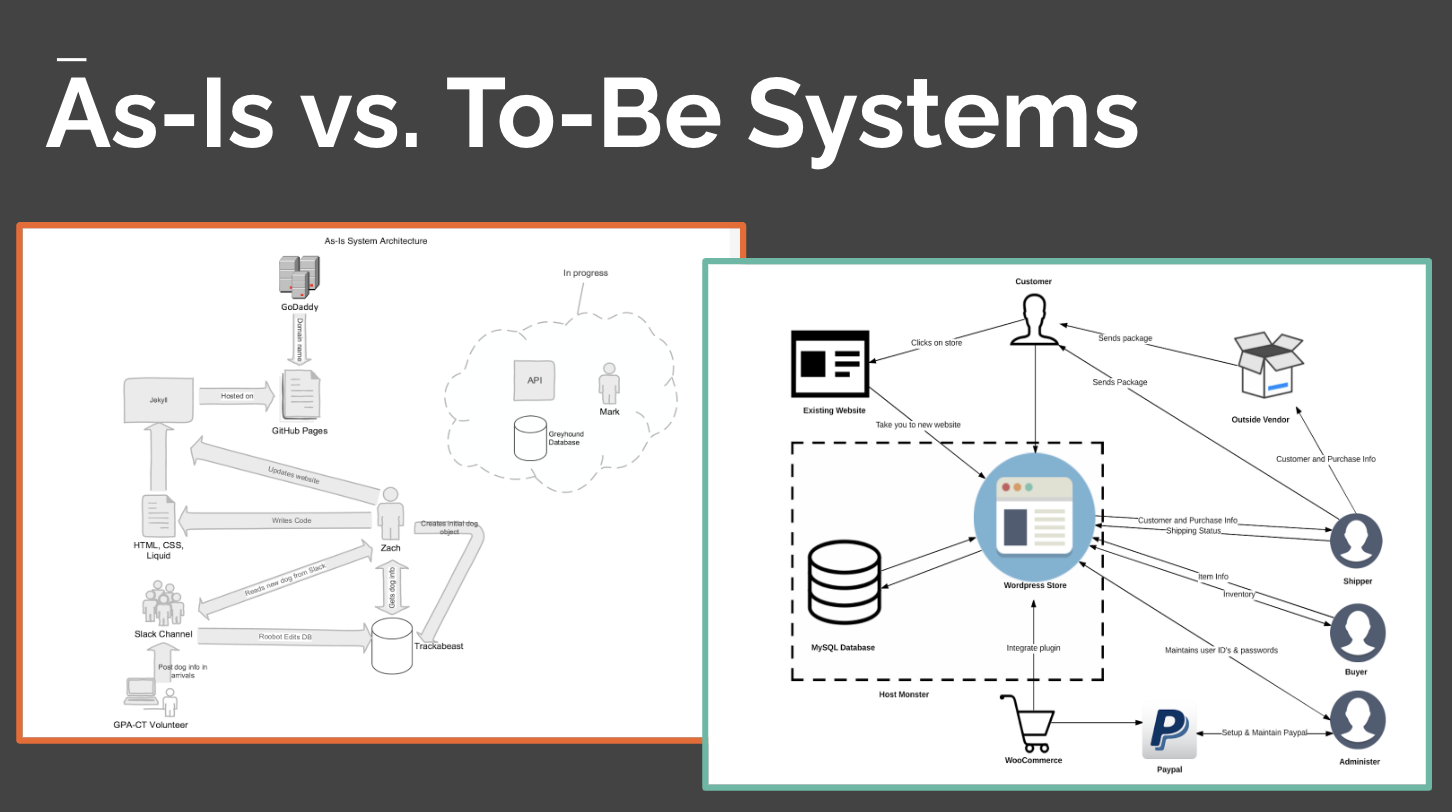 As-Is vs. To-Be Systems
As-Is System Architecture
GoDaddy
Domain name
In progress
Jekyll
Hosted on
GitHub Pages
API
Mark
Greyhound
Database
Updates website
HTML, CSS,
Liquid
Writes Code
Zach
Creates initial dog
object
Reads new dog from Slack
Gets dog info
Slack Channel
Roobot Edits DB
Trackabeast
Post dog info in
arrivals
GPA-CT Volunteer
Customer
Existing Website
Clicks on store
Sends package
Outside Vendor
Sends Package
Take you to new website
Customer and Purchase Info
Customer and Purchase Info
Shipping Status
Shipper
Wordpress Store
Item Info
Inventory
Buyer
MySQL Database
Integrate plugin
Maintains user ID's & passwords
Host Monster
WooCommerce
Paypal
Setup & Maintain Paypal
Administer